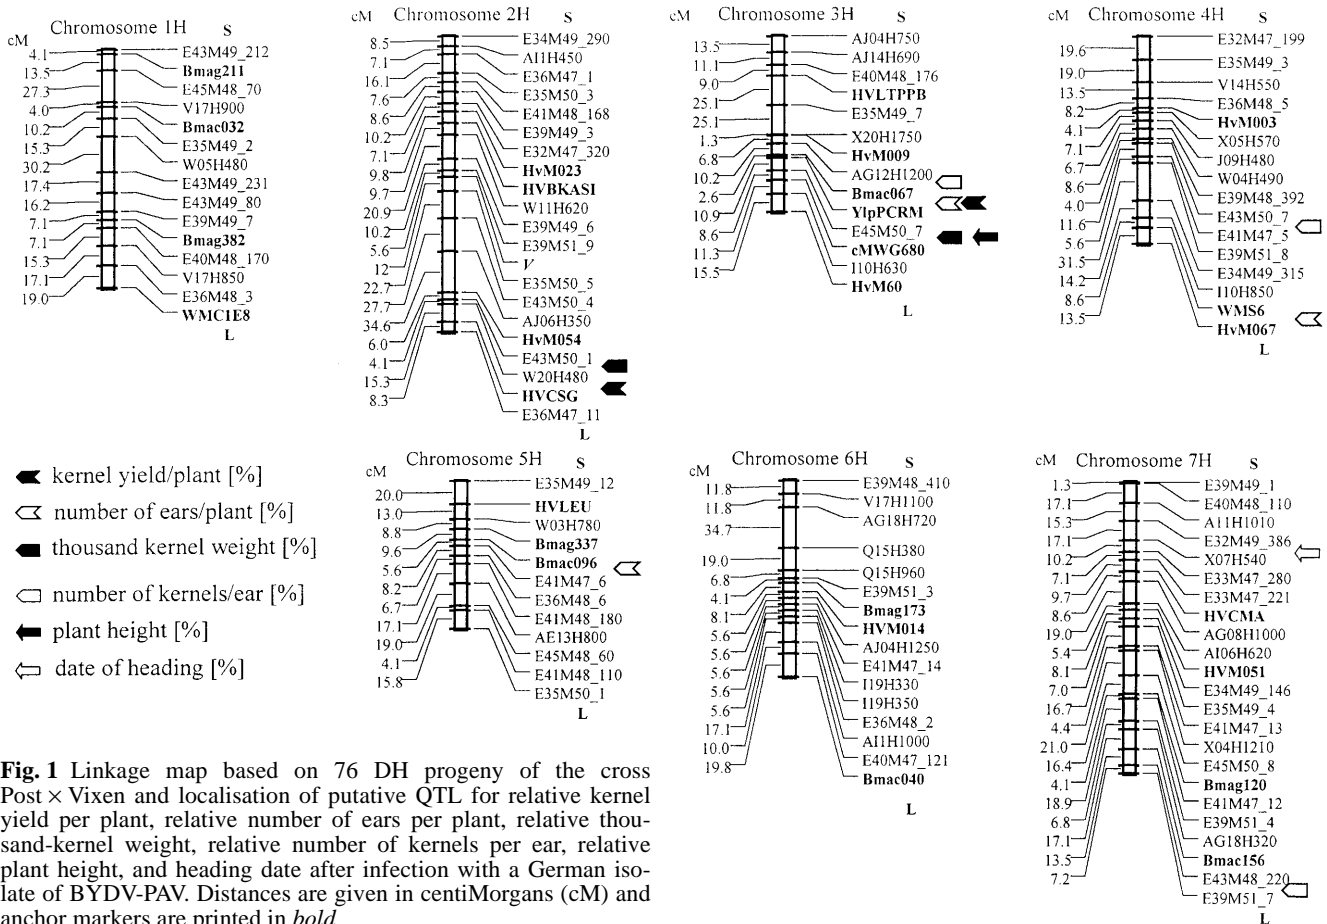 Chromosome 1H S
cM
4.1
13.5
27.3
4.0
10.2
15.3
30.2
17.4
16.2
7.1
7.1
15.3
17.1
19.0
E43M49_212
Bmag211
E45M48_70
V17H900
Bmac032
E35M49_2
W05H480
E43M49_231
E43M49_80
E39M49_7
Bmag382
E40M48_170
V17H850
E36M48_3
WMC1E8
L
cM Chromosome 2H S
8.5
7.1
16.1
7.6
8.6
10.2
7.1
9.8
9.7
20.9
10.2
5.6
12
22.7
27.7
34.6
6.0
4.1
15.3
8.3
E34M49_290
AI1H450
E36M47_1
E35M50_3
E41M48_168
E39M49_3
E32M47_320
HvM023
HVBKASI
W11H620
E39M49_6
E39M51_9
V
E35M50_5
E43M50_4
AJ06H350
HvM054
E43M50_1
W20H480
HVCSG
E36M47_11
L
cM Chromosome 3H S
13.5
11.1
9.0
25.1
25.1
1.3
6.8
10.2
2.6
10.9
8.6
11.3
15.5
AJ04H750
AJ14H690
E40M48_176
HVLTPPB
E35M49_7
X20H1750
HvM009
AG12H1200
Bmac067
YlpPCRM
E45M50_7
cMWG680
I10H630
HvM60
L
cM Chromosome 4H S
19.6
19.0
13.5
8.2
4.1
7.1
6.7
8.6
4.0
11.6
5.6
31.5
14.2
8.6
13.5
E32M47_199
E35M49_3
V14H550
E36M48_5
HvM003
X05H570
J09H480
W04H490
E39M48_392
E43M50_7
E41M47_5
E39M51_8
E34M49_315
I10H850
WMS6
HvM067
L
kernel yield/plant [%]
number of ears/plant [%]
thousand kernel weight [%]
number of kernels/ear [%]
plant height [%]
date of heading [%]
cM Chromosome 5H S
20.0
13.0
8.8
9.6
5.6
8.2
6.7
17.1
19.0
4.1
15.8
E35M49_12
HVLEU
W03H780
Bmag337
Bmac096
E41M47_6
E36M48_6
E41M48_180
AE13H800
E45M48_60
E41M48_110
E35M50_1
L
cM Chromosome 6H S
11.8
11.8
34.7
19.0
6.8
4.1
8.1
5.6
5.6
5.6
5.6
5.6
17.1
10.0
19.8
E39M48_410
V17H1100
AG18H720
Q15H380
Q15H960
E39M51_3
Bmag173
HVM014
AJ04H1250
E41M47_14
I19H330
I19H350
E36M48_2
AI1H1000
E40M47_121
Bmac040
L
cM Chromosome 7H S
1.3
17.1
15.3
17.1
10.2
7.1
9.7
8.6
19.0
5.4
8.1
7.0
16.7
4.4
21.0
16.4
4.1
18.9
6.8
17.1
13.5
7.2
E39M49_1
E40M48_110
A11H1010
E32M49_386
X07H540
E33M47_280
E33M47_221
HVCMA
AG08H1000
AI06H620
HVM051
E34M49_146
E35M49_4
E41M47_13
X04H1210
E45M50_8
Bmag120
E41M47_12
E39M51_4
AG18H320
Bmac156
E43M48_220
E39M51_7
L
Fig. 1 Linkage map based on 76 DH progeny of the cross
Post × Vixen and localisation of putative QTL for relative kernel
yield per plant, relative number of ears per plant, relative thou-
sand-kernel weight, relative number of kernels per ear, relative
plant height, and heading date after infection with a German iso-
late of BYDV-PAV. Distances are given in centiMorgans (cM) and
anchor markers are printed in bold